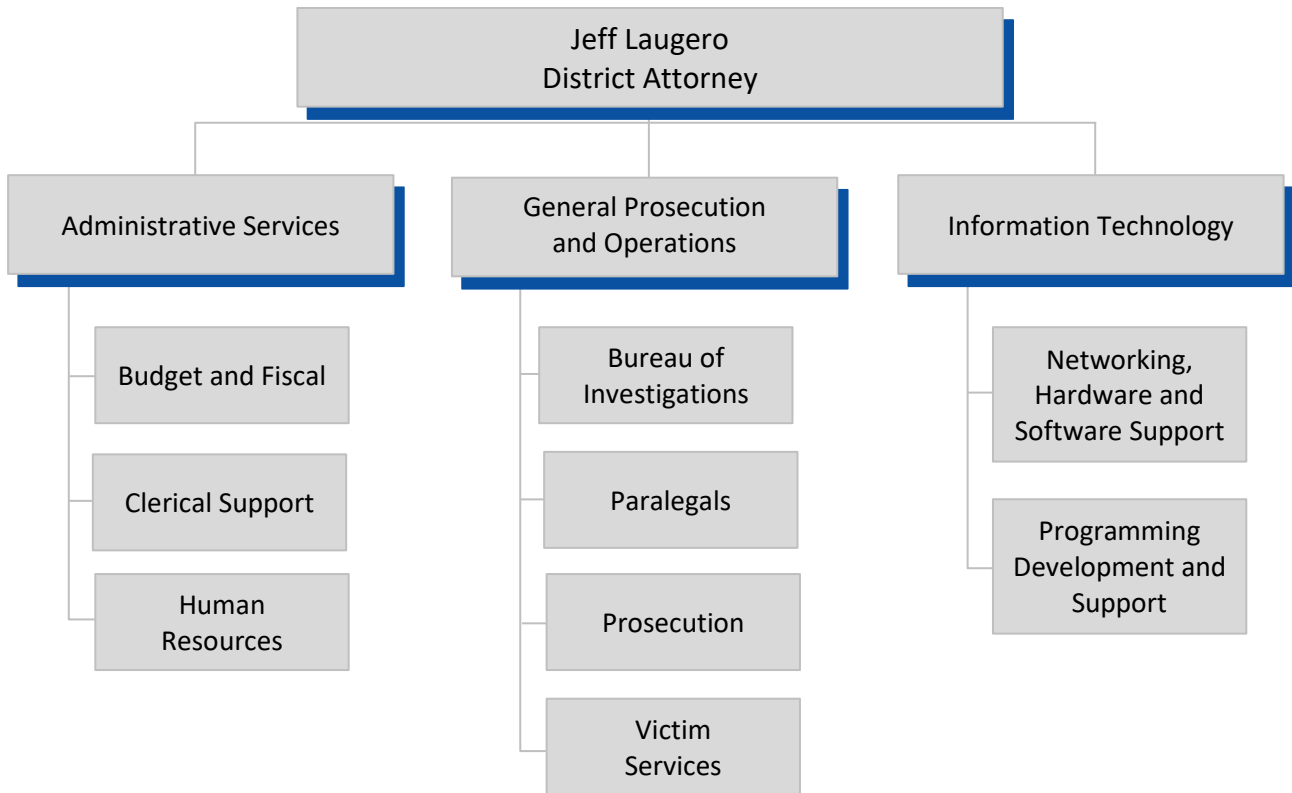 Jeff Laugero
District Attorney
Administrative Services
General Prosecution
and Operations
Information Technology
Budget and Fiscal
Clerical Support
Human
Resources
Bureau of
Investigations
Paralegals
Prosecution
Victim
Services
Networking,
Hardware and
Software Support
Programming
Development and
Support